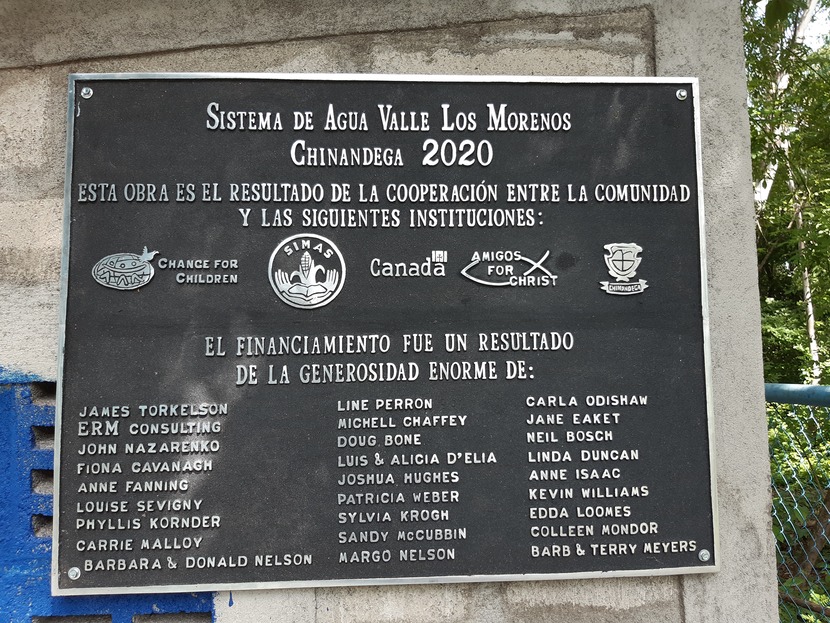 SISTEMA DE AGUA VALLE LOS MORENOS
CHINANDEGA 2020
ESTA OBRA ES EL RESULTADO DE LA COOPERACIÓN ENTRE LA COMUNIDAD
Y LAS SIGUIENTES INSTITUCIONES:
CHANGE FOR
CHILDREN
SIMAS
Canada
AMIGOS
FOR
CHRIST
CHINANDEGA
EL FINANCIAMIENTO FUE UN RESULTADO
DE LA GENEROSIDAD ENORME DE:
JAMES TORKELSON
ERM CONSULTING
JOHN NAZARENKO
FIONA CAVANAGH
ANNE FANNING
LOUISE SEVIGNY
PHYLLIS KORNDER
CARRIE MALLOY
BARBARA & DONALD NELSON
LINE PERRON
MICHELL CHAFFEY
DOUG BONE
LUIS & ALICIA D'ELIA
JOSHUA HUGHES
PATRICIA WEBER
SYLVIA KROGH
SANDY McCUBBIN
MARGO NELSON
CARLA ODISHAW
JANE EAKET
NEIL BOSCH
LINDA DUNCAN
ANNE ISAAC
KEVIN WILLIAMS
EDDA LOOMES
COLLEEN MONDOR
BARB & TERRY MEYERS